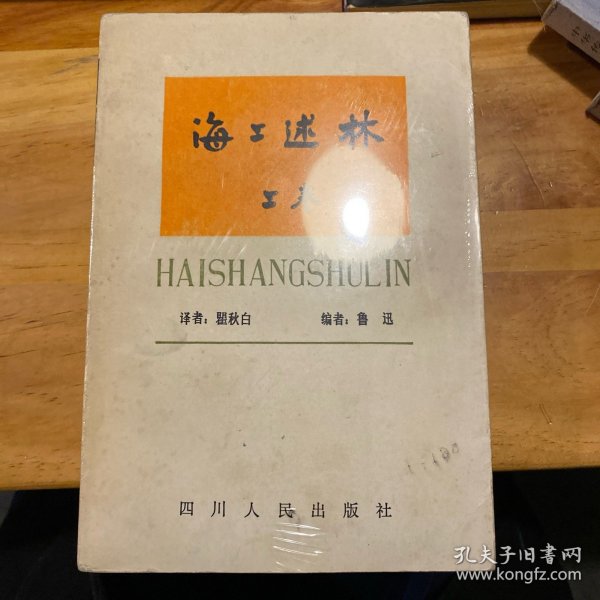 海上述林
上
HAISHANGSHULIN
译者：瞿秋白 编者：鲁迅
四川人民出版社
孔夫子旧书网
www.kongfz.com